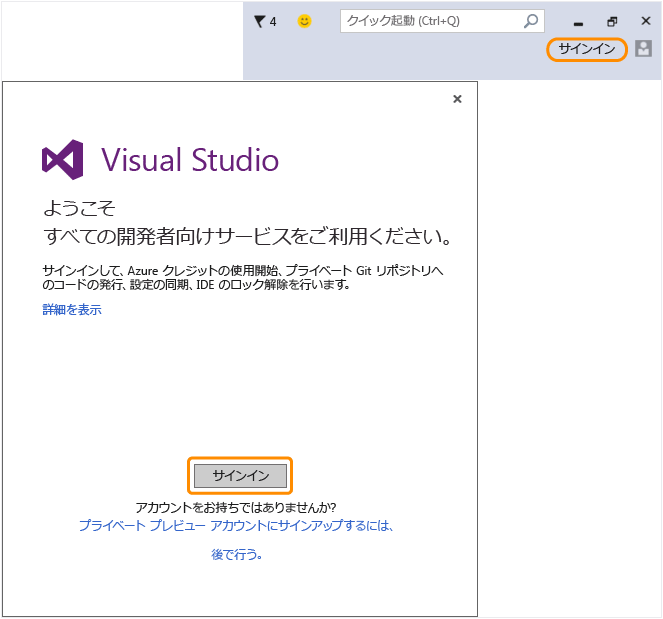 4
クイック起動 (Ctrl+Q)
サインイン
Visual Studio
ようこそ
すべての開発者向けサービスをご利用ください。
サインインして、Azure クレジットの使用開始、プライベート Git リポジトリへ
のコードの発行、設定の同期、IDE のロック解除を行います。
詳細を表示
サインイン
アカウントをお持ちではありませんか?
プライベート プレビュー アカウントにサインアップするには、
後で行う。